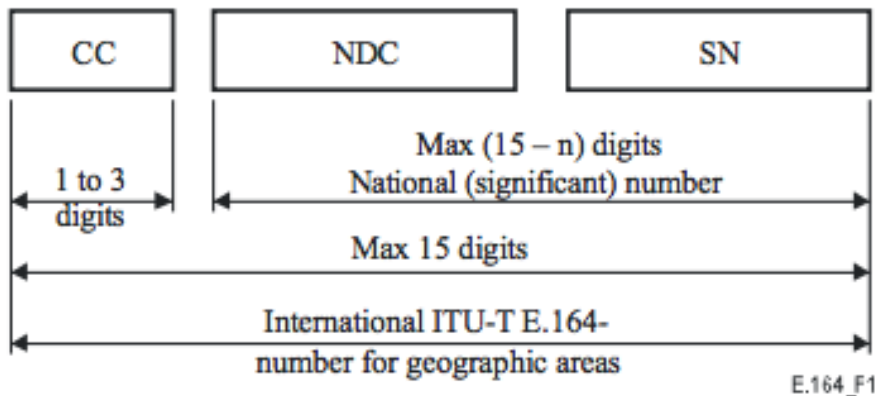 CC NDC SN
Max (15 – n) digits
1 to 3
digits
National (significant) number
Max 15 digits
International ITU-T E.164-
number for geographic areas
E.164_F1